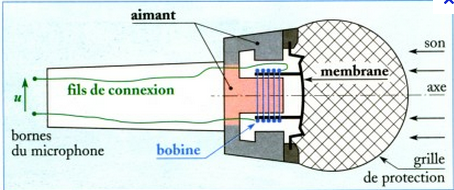 aimant
son
membrane
axe
fils de connexion
u
bornes
du microphone
bobine
grille
de protection